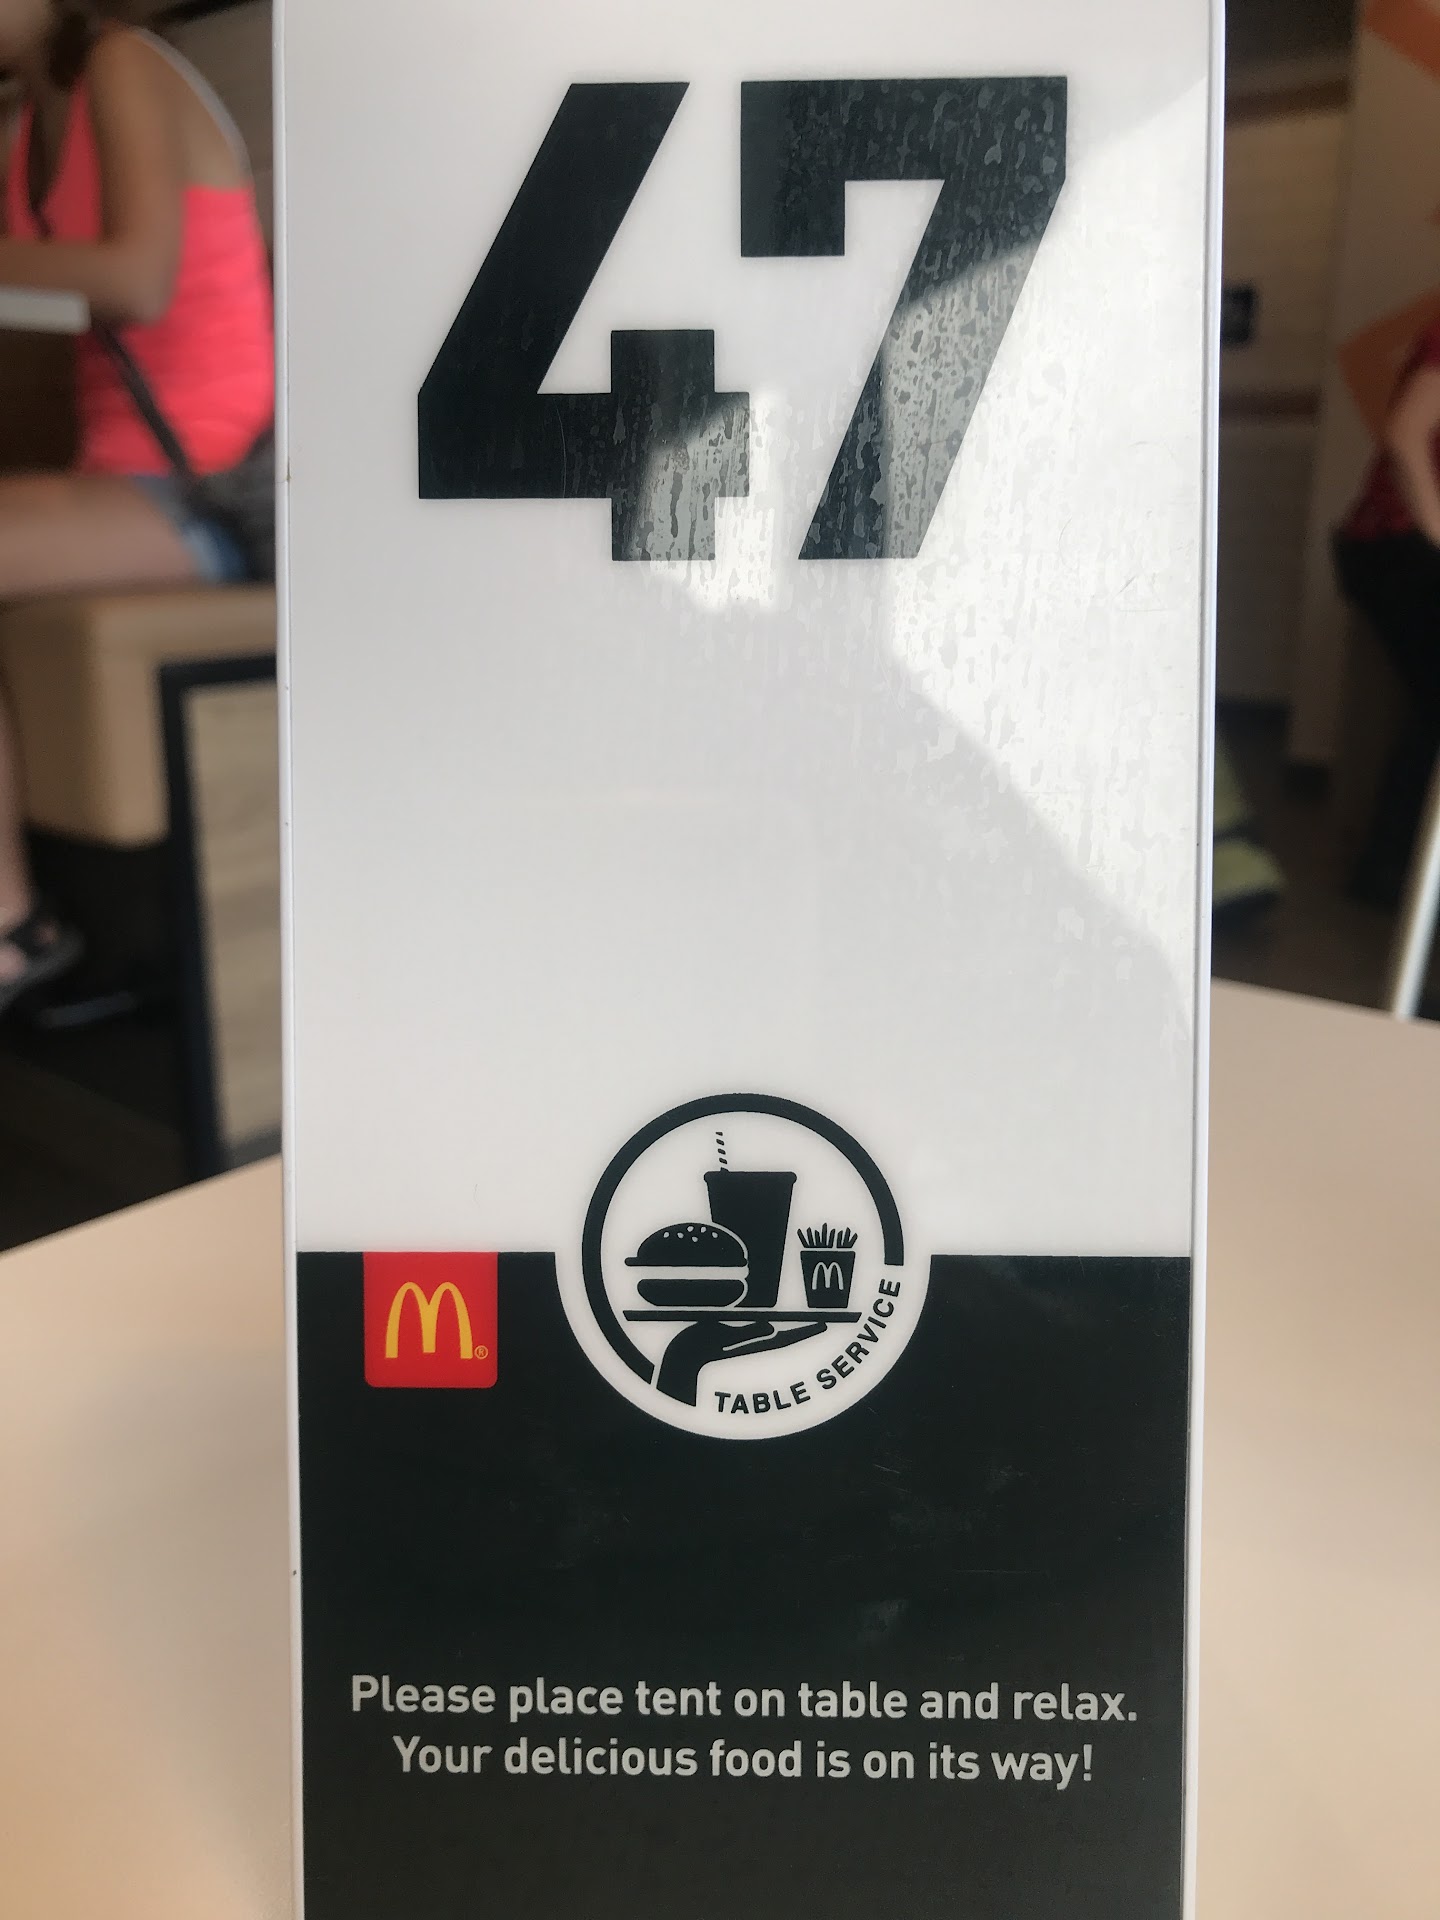 47
M
M®
TABLE SERVICE
Please place tent on table and relax.
Your delicious food is on its way!